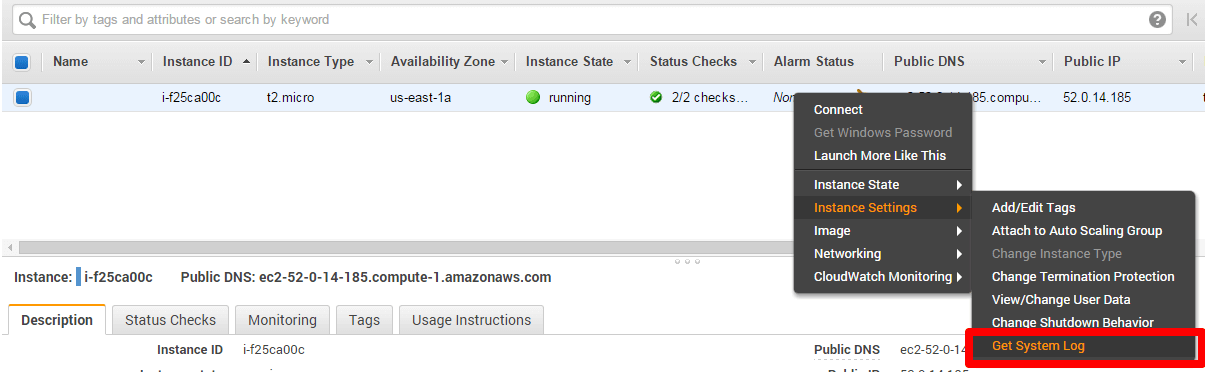 Filter by tags and attributes or search by keyword
Name Instance ID Instance Type Availability Zone Instance State Status Checks Alarm Status Public DNS Public IP
i-f25ca00c t2.micro us-east-1a running 2/2 checks... 52.0.14.185
Connect
Get Windows Password
Launch More Like This
Instance State
Instance Settings
Image
Networking
CloudWatch Monitoring
Add/Edit Tags
Attach to Auto Scaling Group
Change Instance Type
Change Termination Protection
View/Change User Data
Change Shutdown Behavior
Get System Log
Instance: i-f25ca00c Public DNS: ec2-52-0-14-185.compute-1.amazonaws.com
Description Status Checks Monitoring Tags Usage Instructions
Instance ID i-f25ca00c Public DNS ec2-52-0-14